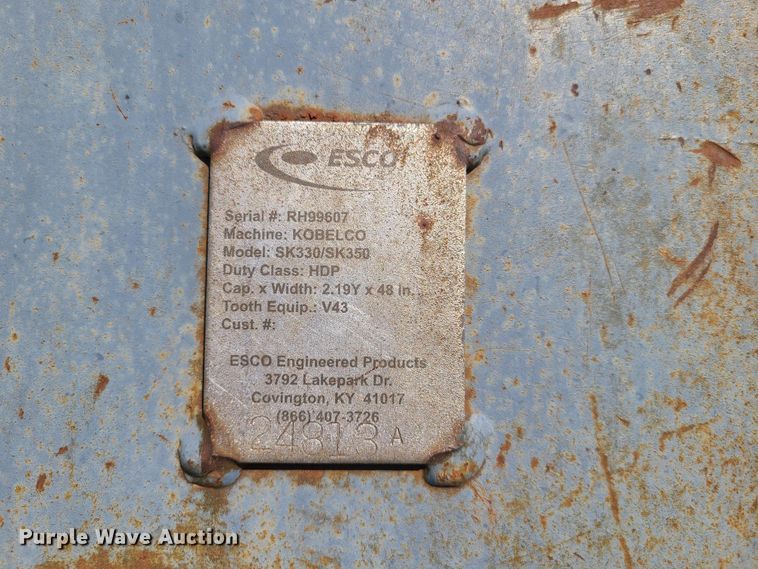 ESCO
Serial #: RH99607
Machine: KOBELCO
Model: SK330/SK350
Duty Class: HDP
Cap. x Width: 2.19Y x 48 in.
Tooth Equip.: V43
Cust. #:
ESCO Engineered Products
3792 Lakepark Dr.
Covington, KY 41017
(866) 407-3726
24813 A
Purple Wave Auction